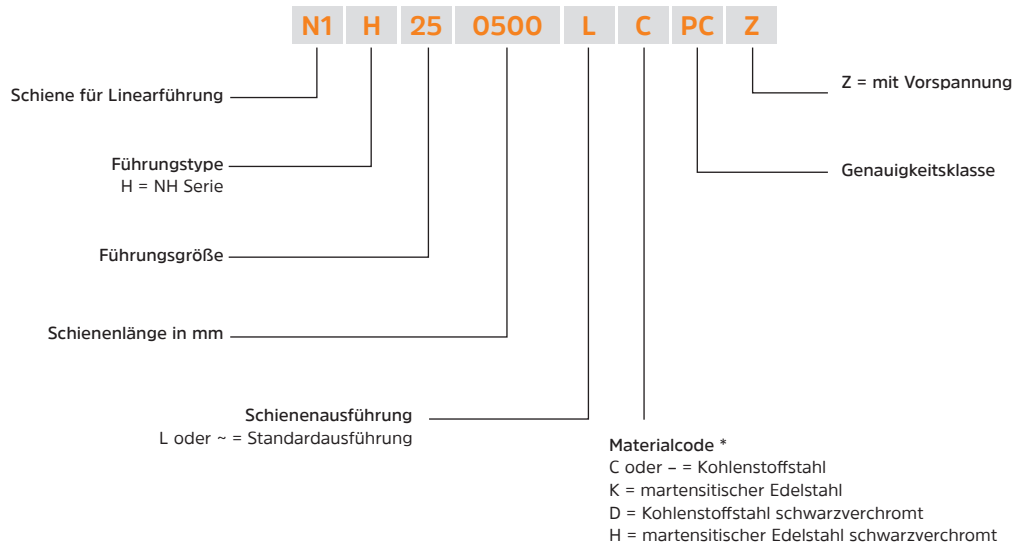 N1 H 25 0500 L C PC Z
Schiene für Linearführung
Z = mit Vorspannung
Führungstype
H = NH Serie
Genauigkeitsklasse
Führungsgröße
Schienenlänge in mm
Schienenausführung
L oder ~ = Standardausführung
Materialcode *
C oder – = Kohlenstoffstahl
K = martensitischer Edelstahl
D = Kohlenstoffstahl schwarzverchromt
H = martensitischer Edelstahl schwarzverchromt